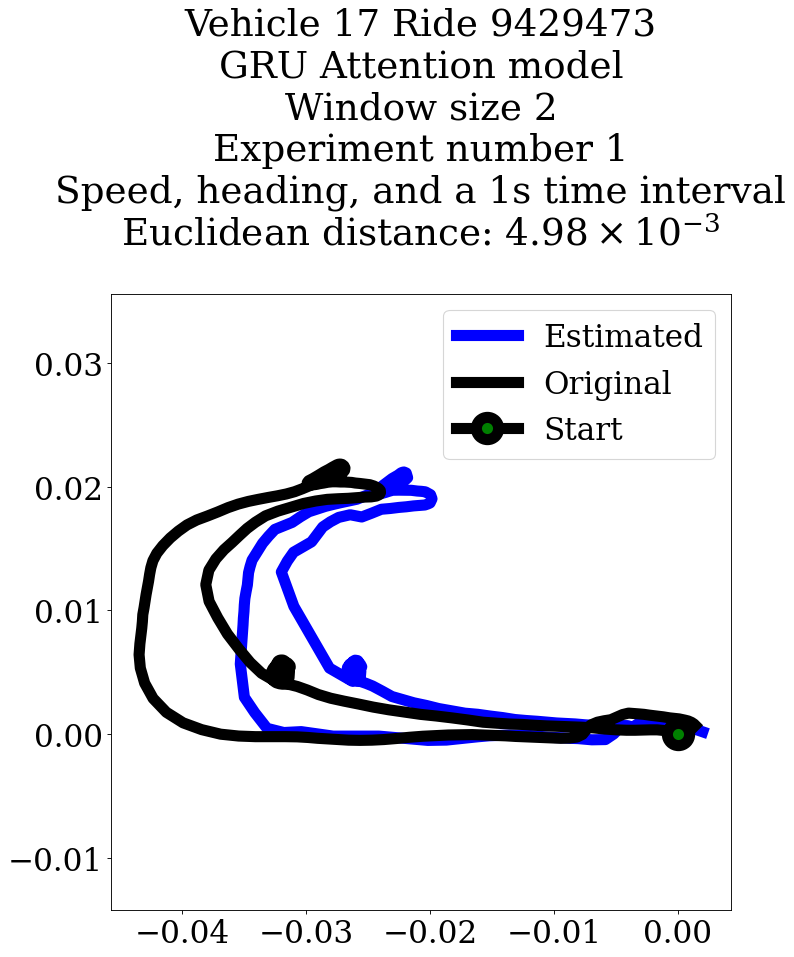 Vehicle 17 Ride 9429473
GRU Attention model
Window size 2
Experiment number 1
Speed, heading, and a 1s time interval
Euclidean distance: 4.98 × 10⁻³
Estimated
Original
Start
0.03
0.02
0.01
0.00
−0.01
−0.04 −0.03 −0.02 −0.01 0.00